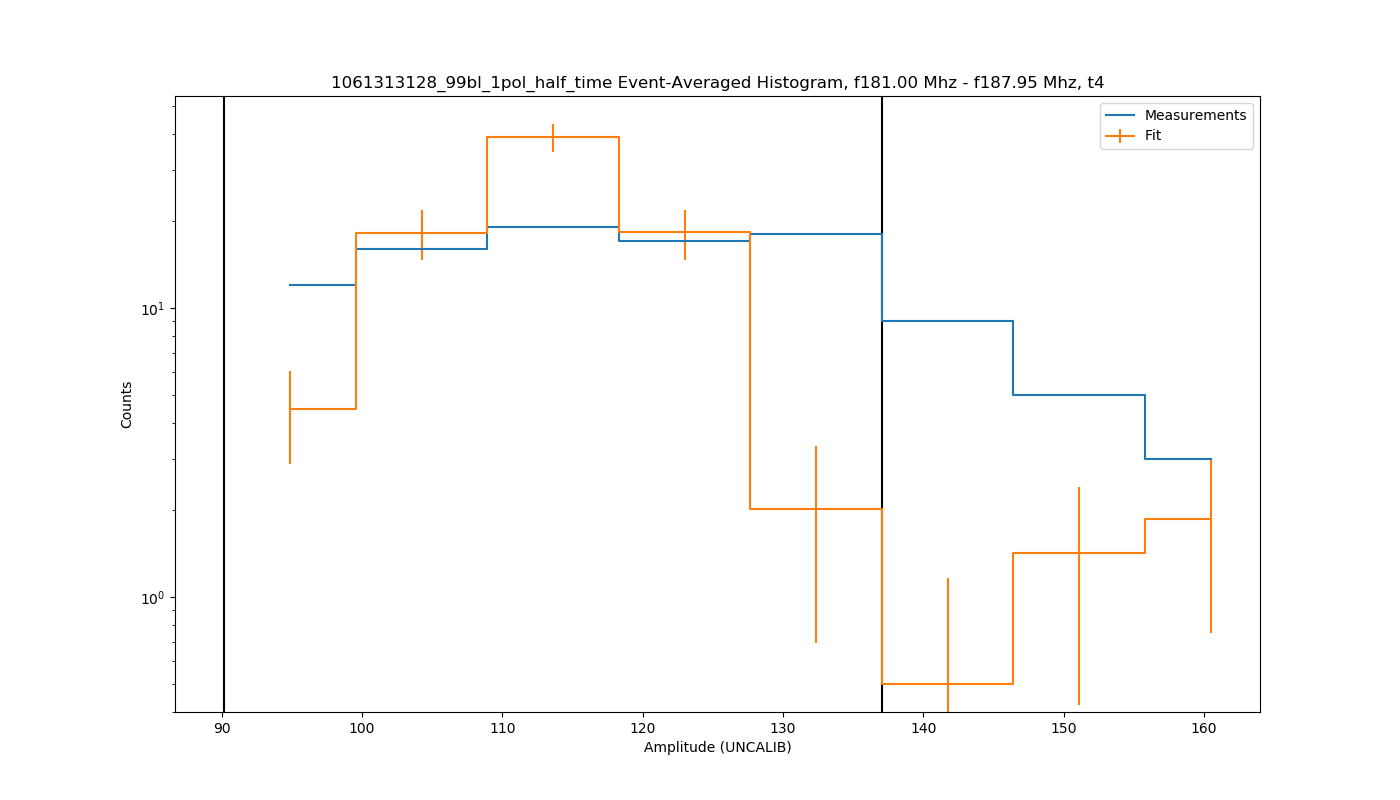 1061313128_99bl_1pol_half_time Event-Averaged Histogram, f181.00 Mhz - f187.95 Mhz, t4
Measurements
Fit
10¹
10⁰
Counts
90 100 110 120 130 140 150 160
Amplitude (UNCALIB)